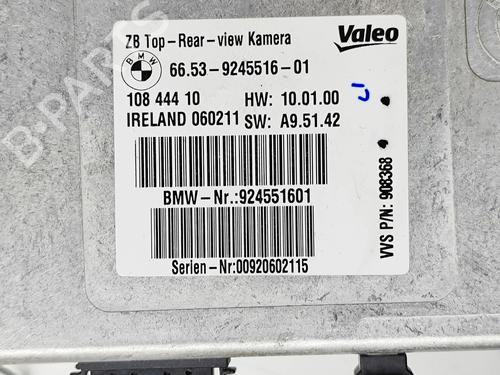 ZB Top-Rear-view Kamera
Valeo
BMW
66.53-9245516-01
108 444 10 HW: 10.01.00
IRELAND 060211 SW: A9.51.42
BMW-Nr.:924551601
Serien-Nr:00920602115
VVS P/N: 908368
B-PARTS